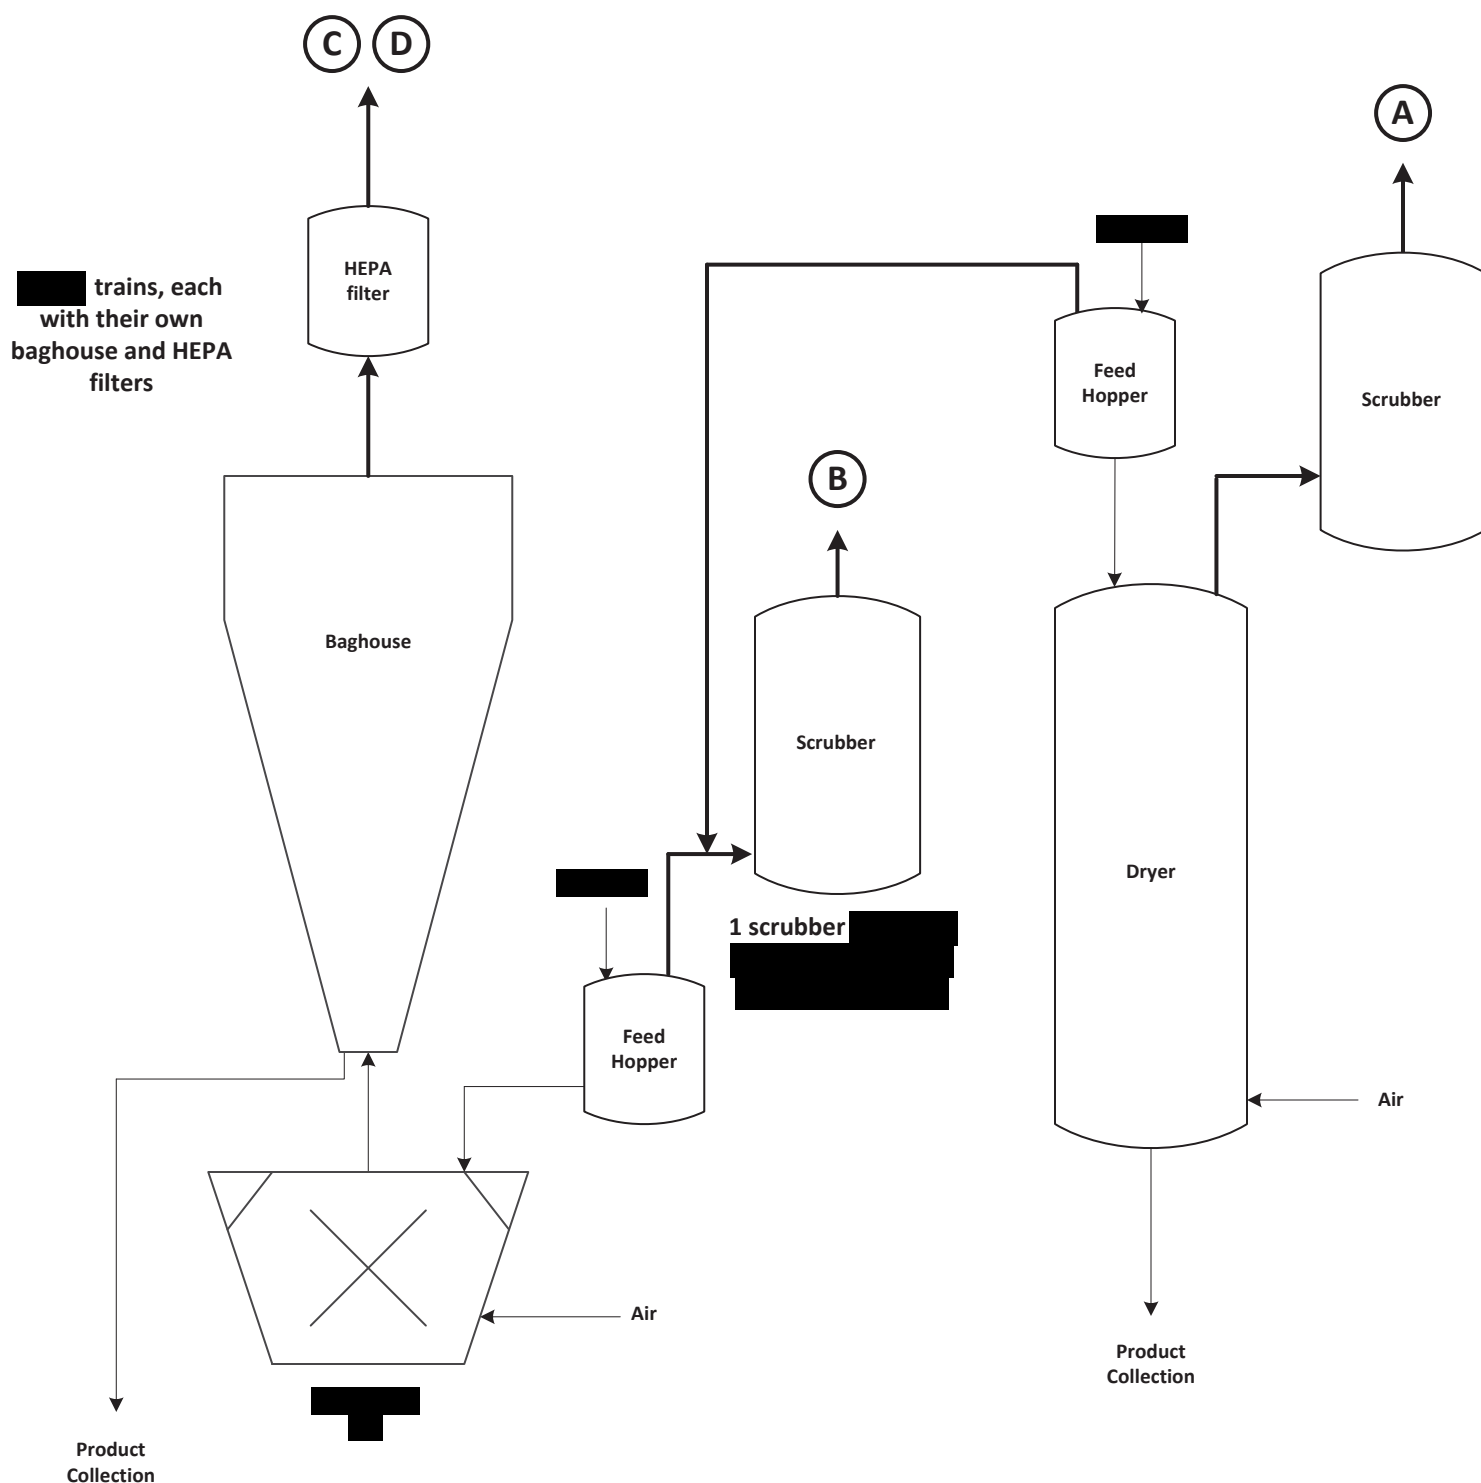 C D
A
HEPA
filter
trains, each
with their own
baghouse and HEPA
filters
Feed
Hopper
Scrubber
B
Baghouse
Scrubber
Dryer
1 scrubber
Feed
Hopper
Air
Air
Product
Collection
Product
Collection